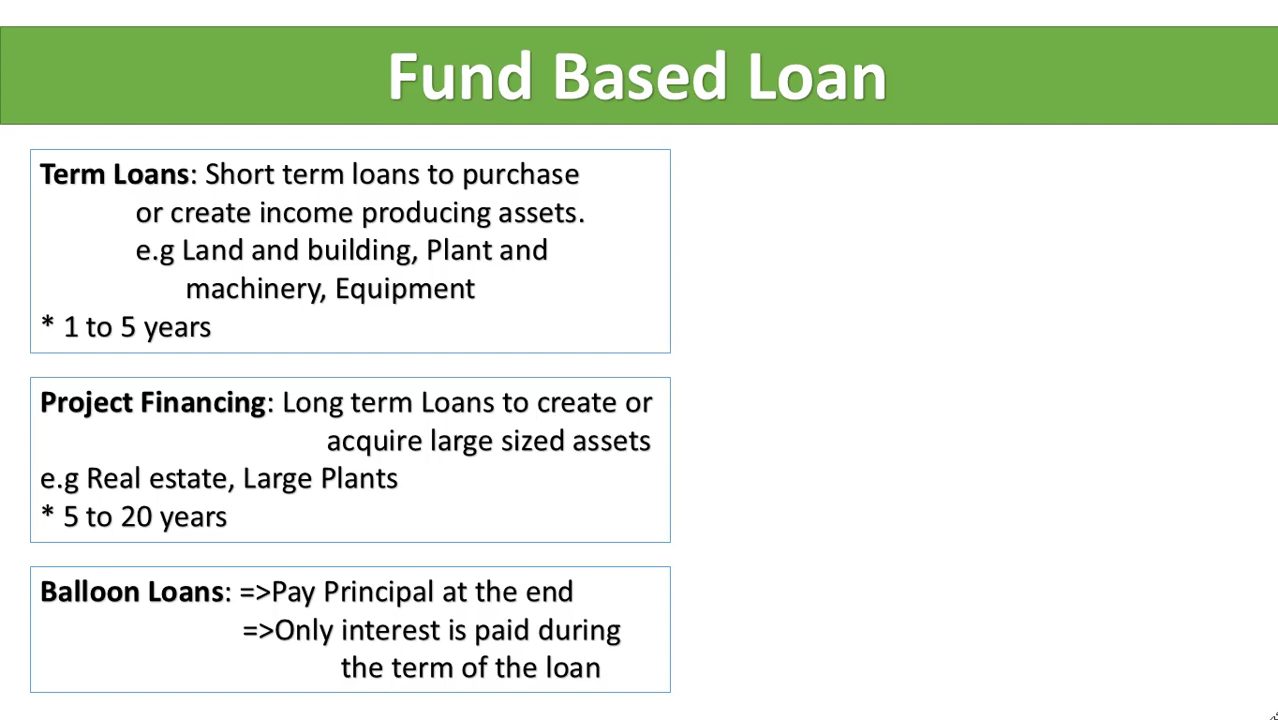 Fund Based Loan
Term Loans: Short term loans to purchase
or create income producing assets.
e.g Land and building, Plant and
machinery, Equipment
* 1 to 5 years
Project Financing: Long term Loans to create or
acquire large sized assets
e.g Real estate, Large Plants
* 5 to 20 years
Balloon Loans: =>Pay Principal at the end
=>Only interest is paid during
the term of the loan